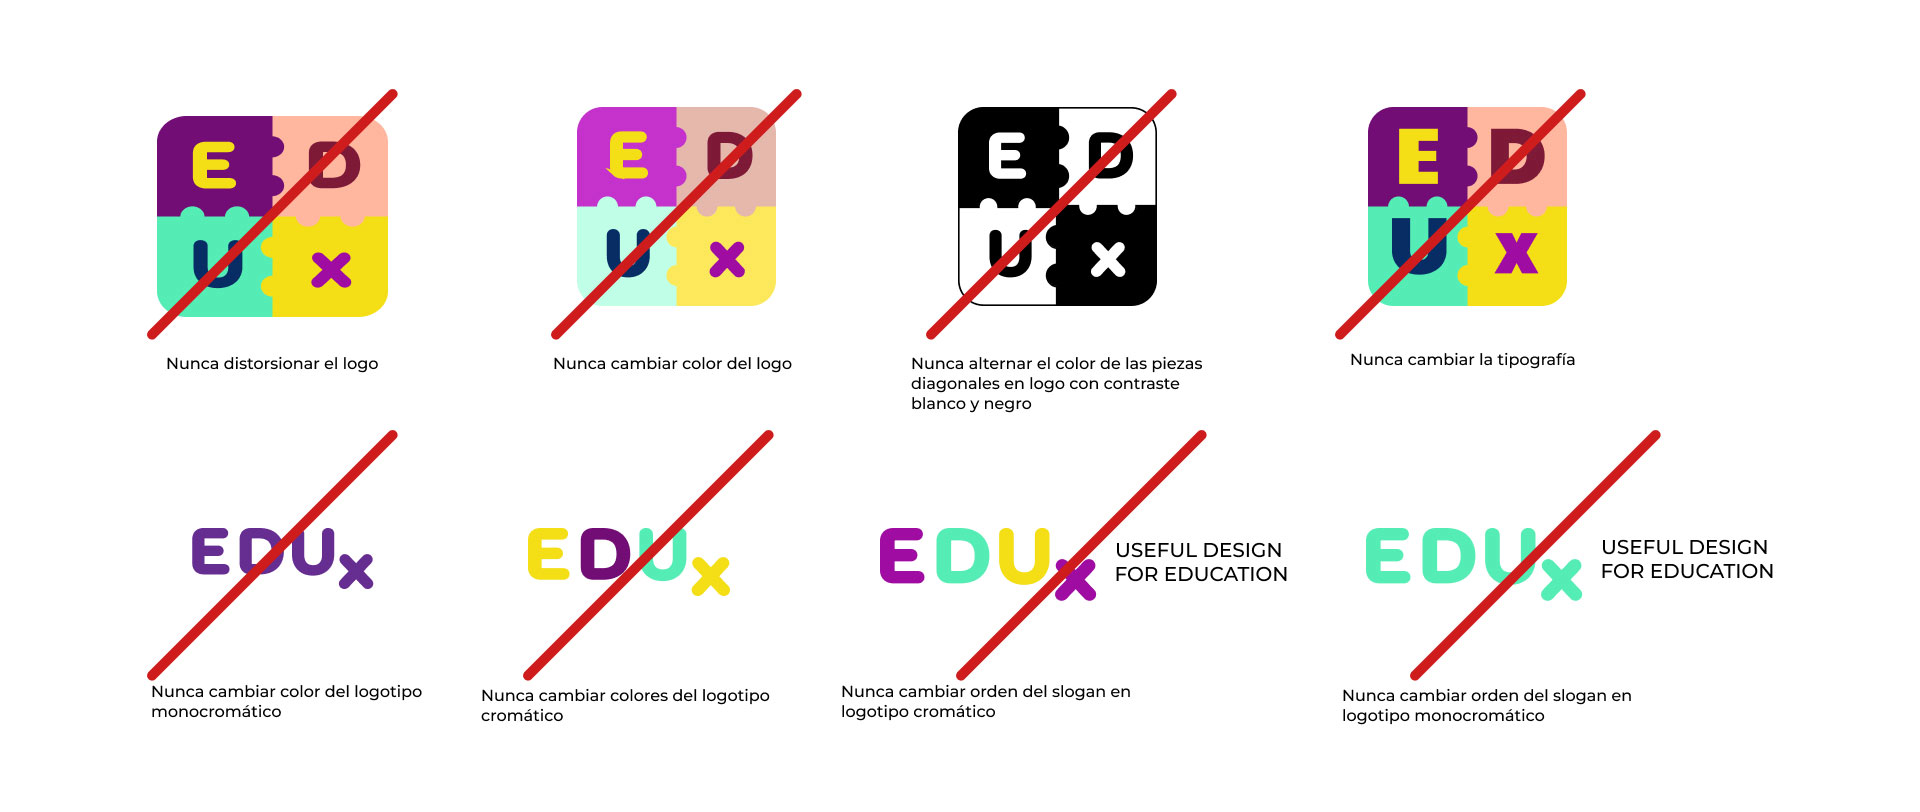 E D
U x
E D
U x
E D
U x
E D
U x
Nunca distorsionar el logo
Nunca cambiar color del logo
Nunca alternar el color de las piezas
diagonales en logo con contraste
blanco y negro
Nunca cambiar la tipografía
EDUx
EDUx
EDUx
USEFUL DESIGN
FOR EDUCATION
EDUx
USEFUL DESIGN
FOR EDUCATION
Nunca cambiar color del logotipo
monocromático
Nunca cambiar colores del logotipo
cromático
Nunca cambiar orden del slogan en
logotipo cromático
Nunca cambiar orden del slogan en
logotipo monocromático